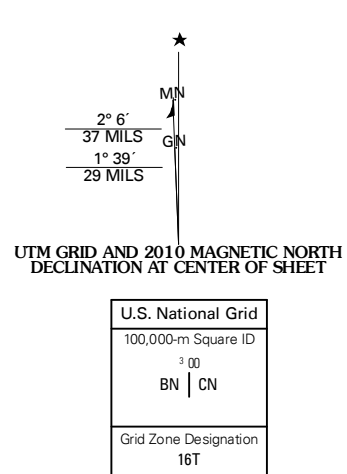 MN
2° 6´
37 MILS
GN
1° 39´
29 MILS
UTM GRID AND 2010 MAGNETIC NORTH
DECLINATION AT CENTER OF SHEET
U.S. National Grid
100,000-m Square ID
³ 00
BN | CN
Grid Zone Designation
16T